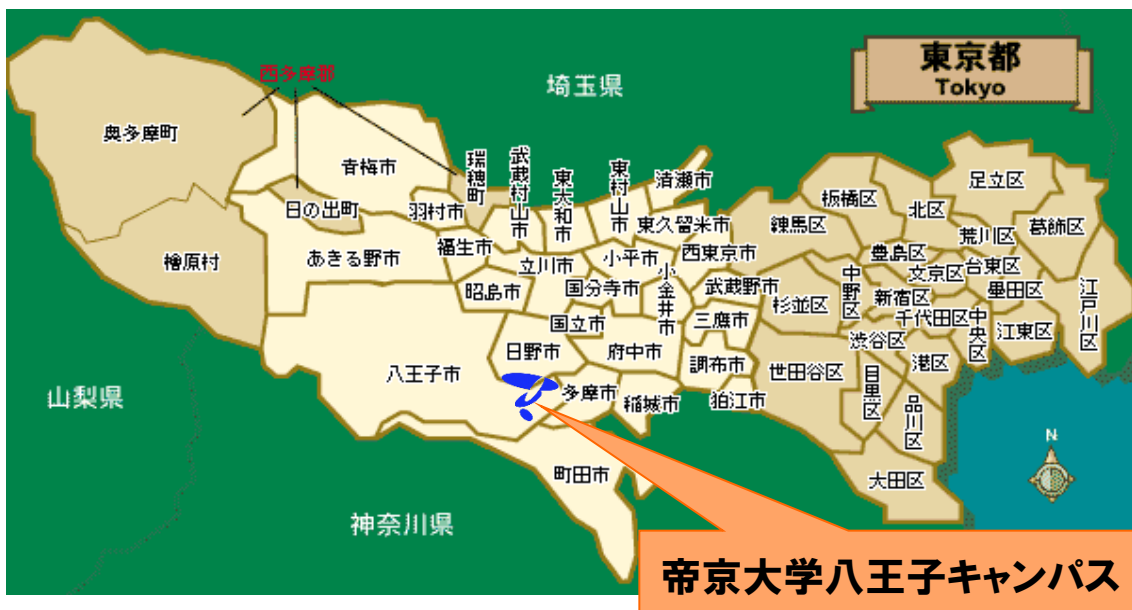 東京都
Tokyo
埼玉県
西多摩郡
奥多摩町
青梅市
瑞穂町
武蔵村山市
東大和市
東村山市
清瀬市
日の出町
羽村市
東久留米市
檜原村
あきる野市
福生市
立川市
小平市
西東京市
昭島市
国分寺市
小金井市
武蔵野市
国立市
三鷹市
八王子市
日野市
府中市
調布市
多摩市
稲城市
狛江市
町田市
練馬区
板橋区
北区
足立区
荒川区
葛飾区
豊島区
文京区
台東区
中野区
新宿区
墨田区
江戸川区
杉並区
千代田区
中央区
江東区
渋谷区
港区
世田谷区
目黒区
品川区
大田区
山梨県
神奈川県
N
帝京大学八王子キャンパス